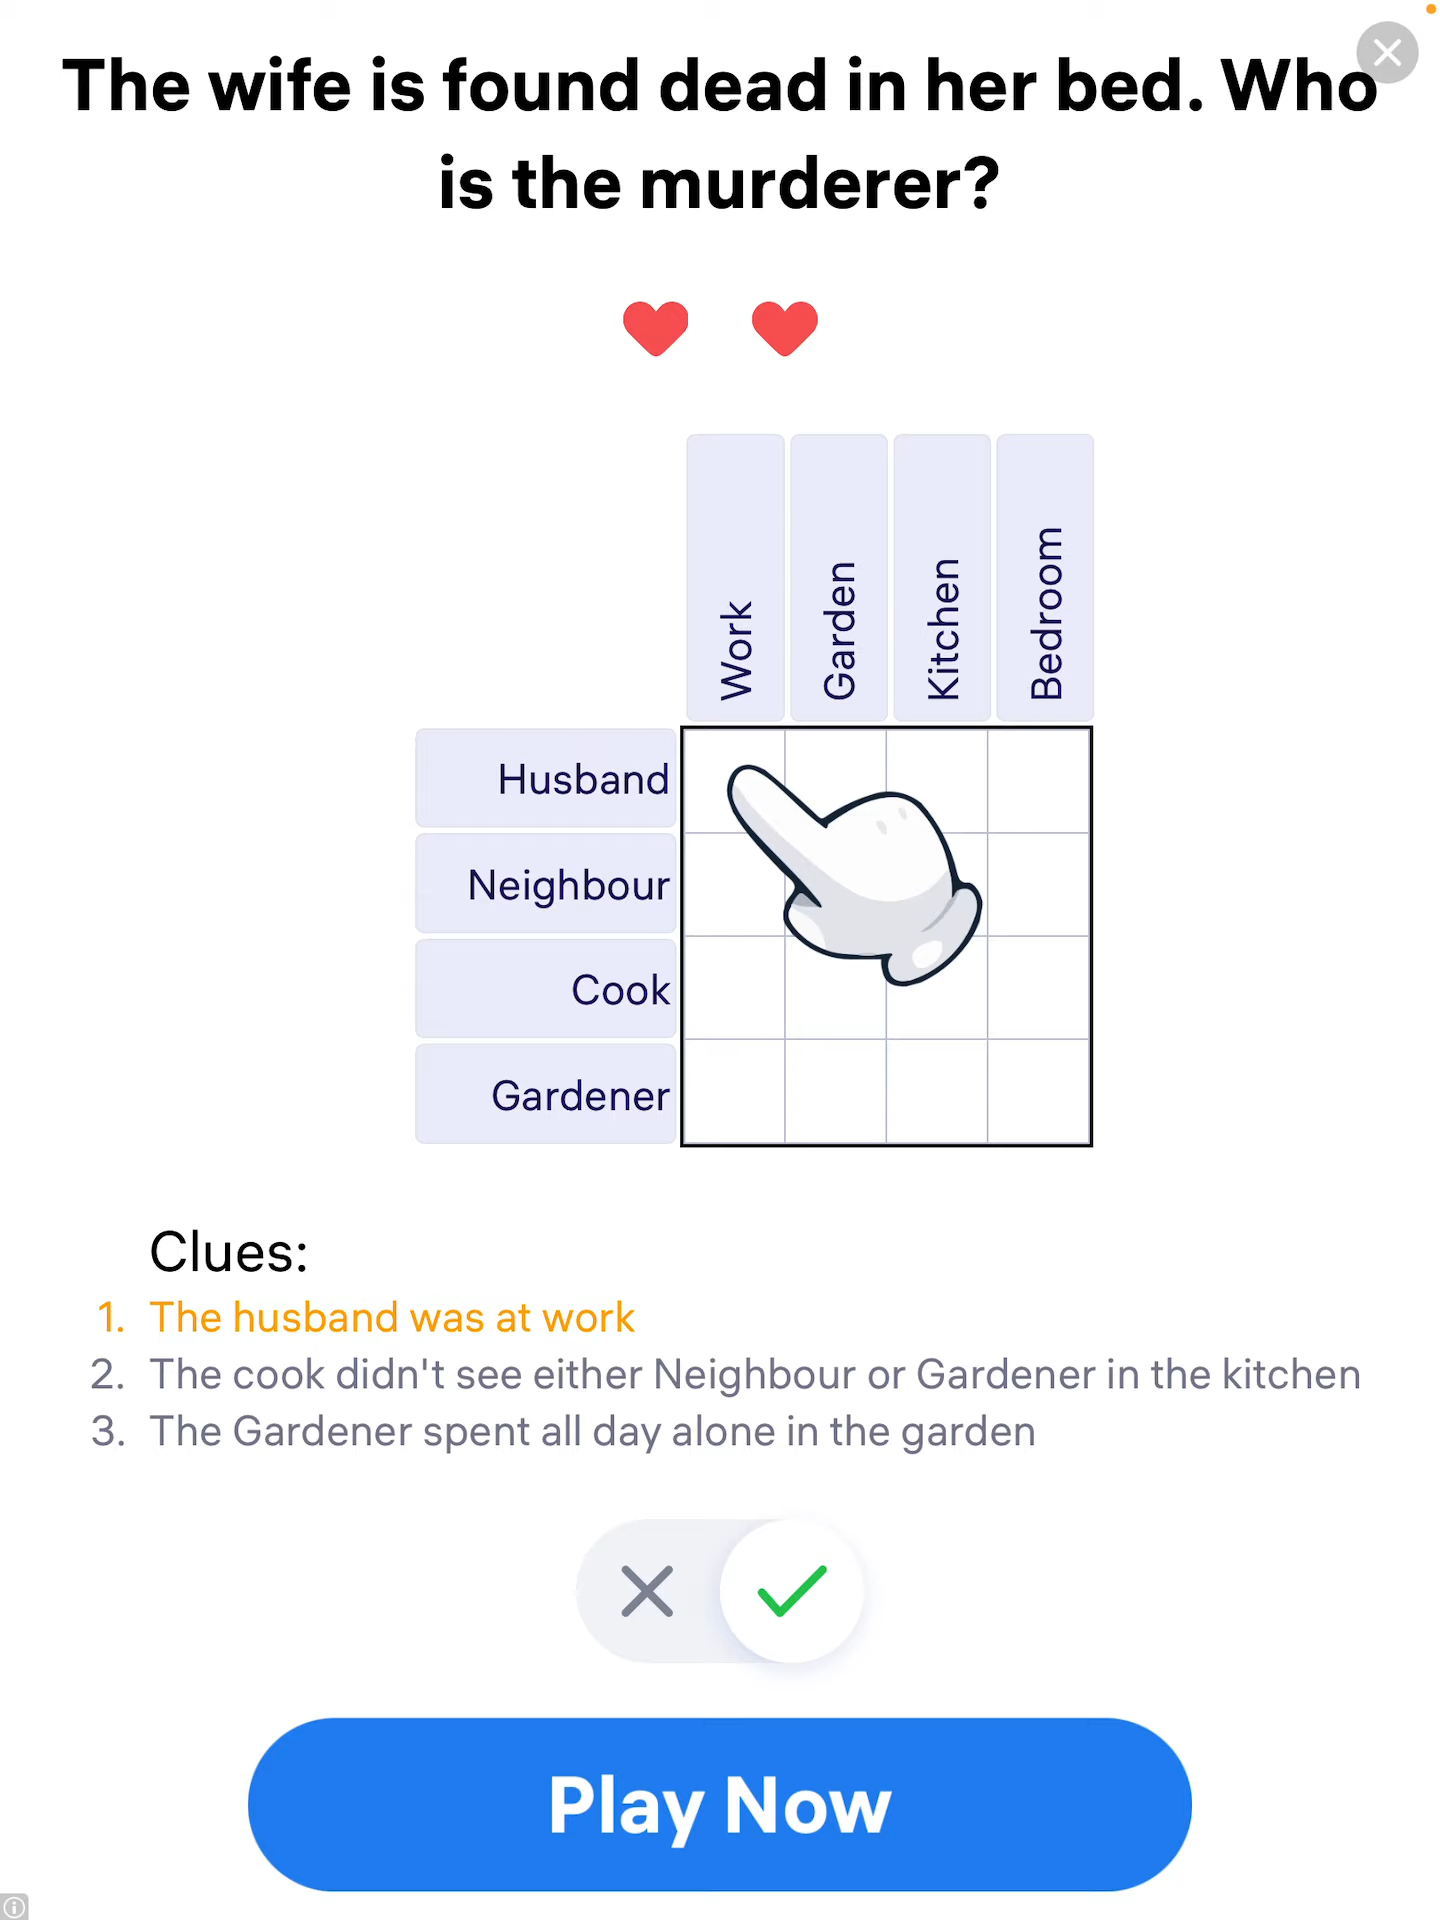 The wife is found dead in her bed. Who
is the murderer?
Work
Garden
Kitchen
Bedroom
Husband
Neighbour
Cook
Gardener
Clues:
1. The husband was at work
2. The cook didn't see either Neighbour or Gardener in the kitchen
3. The Gardener spent all day alone in the garden
Play Now